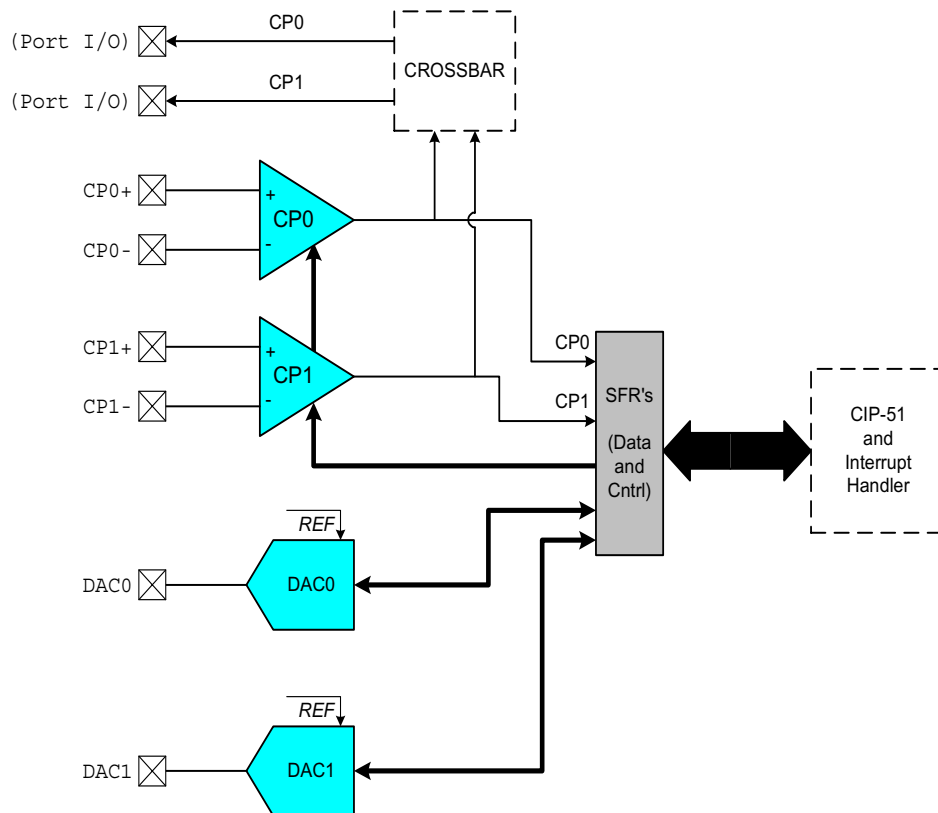 (Port I/O)
CP0
CROSSBAR
(Port I/O)
CP1
CP0+
+
CP0
CP0-
-
CP1+
+
CP1
CP1-
-
CP0
CP1
SFR's
(Data
and
Cntrl)
CIP-51
and
Interrupt
Handler
REF
DAC0
DAC0
REF
DAC1
DAC1